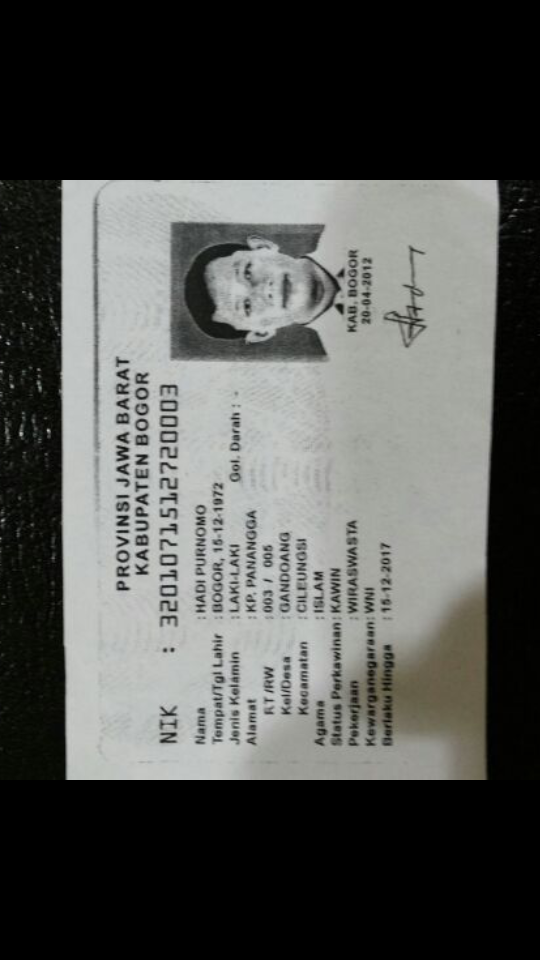 PROVINSI JAWA BARAT
KABUPATEN BOGOR
NIK : 3201071512720003
Nama : HADI PURNOMO
Tempat/Tgl Lahir : BOGOR, 15-12-1972
Jenis Kelamin : LAKI-LAKI Gol. Darah : -
Alamat : KP. PANANGGA
RT/RW : 003 / 005
Kel/Desa : GANDOANG
Kecamatan : CILEUNGSI
Agama : ISLAM
Status Perkawinan: KAWIN
Pekerjaan : WIRASWASTA
Kewarganegaraan: WNI
Berlaku Hingga : 15-12-2017
KAB. BOGOR
20-04-2012